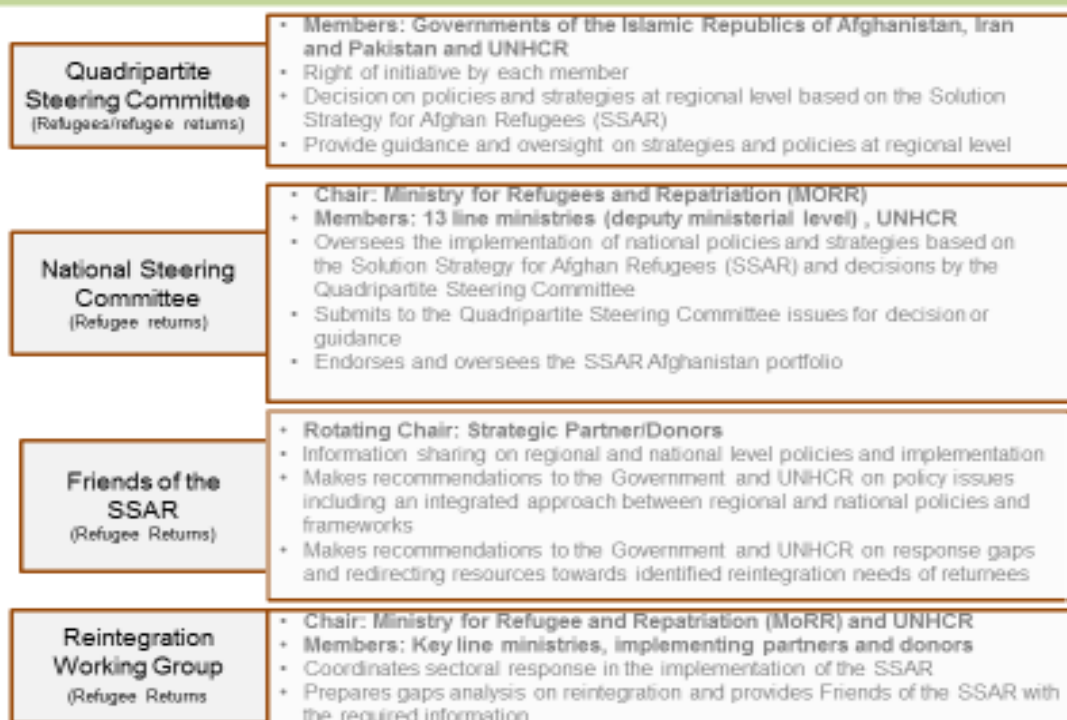 Quadripartite
Steering Committee
(Refugees/refugee returns)
• Members: Governments of the Islamic Republics of Afghanistan, Iran
and Pakistan and UNHCR
• Right of initiative by each member
• Decision on policies and strategies at regional level based on the Solution
Strategy for Afghan Refugees (SSAR)
• Provide guidance and oversight on strategies and policies at regional level
National Steering
Committee
(Refugee returns)
• Chair: Ministry for Refugees and Repatriation (MORR)
• Members: 13 line ministries (deputy ministerial level) , UNHCR
• Oversees the implementation of national policies and strategies based on
the Solution Strategy for Afghan Refugees (SSAR) and decisions by the
Quadripartite Steering Committee
• Submits to the Quadripartite Steering Committee issues for decision or
guidance
• Endorses and oversees the SSAR Afghanistan portfolio
Friends of the
SSAR
(Refugee Returns)
• Rotating Chair: Strategic Partner/Donors
• Information sharing on regional and national level policies and implementation
• Makes recommendations to the Government and UNHCR on policy issues
including an integrated approach between regional and national policies and
frameworks
• Makes recommendations to the Government and UNHCR on response gaps
and redirecting resources towards identified reintegration needs of returnees
Reintegration
Working Group
(Refugee Returns
• Chair: Ministry for Refugee and Repatriation (MoRR) and UNHCR
• Members: Key line ministries, implementing partners and donors
• Coordinates sectoral response in the implementation of the SSAR
• Prepares gaps analysis on reintegration and provides Friends of the SSAR with
the required information